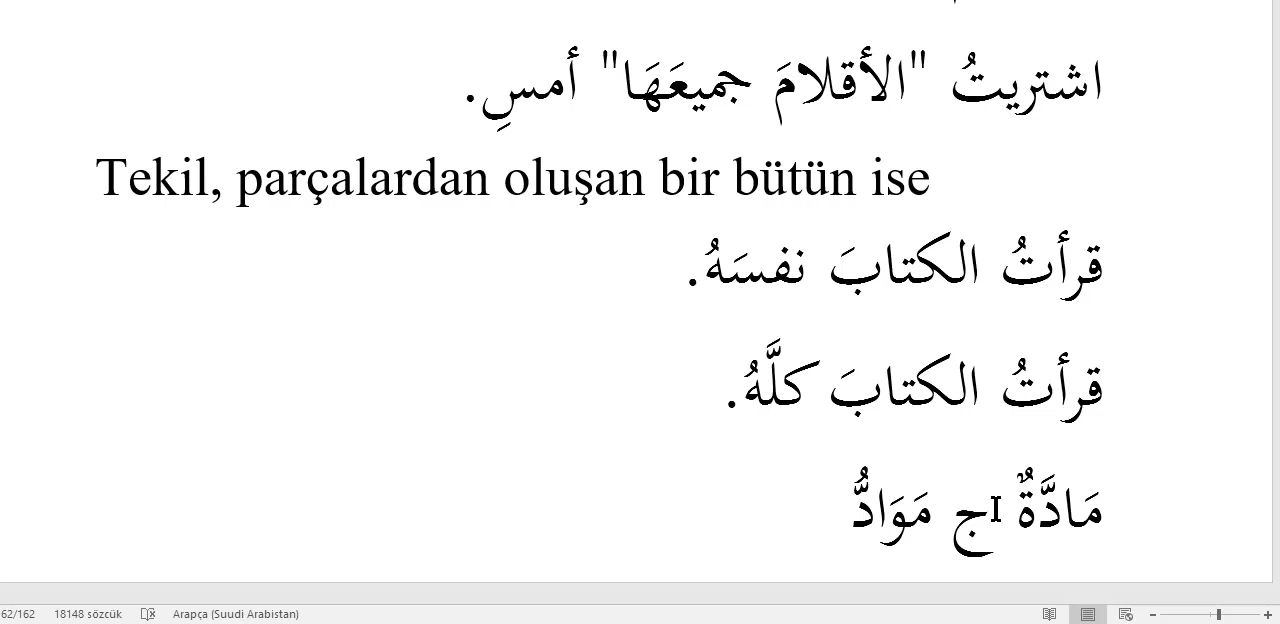 اشتريتُ "الأقلامَ جميعَهَا" أمسِ.
Tekil, parçalardan oluşan bir bütün ise
قرأتُ الكتابَ نفسَهُ.
قرأتُ الكتابَ كلَّهُ.
مَادَّةٌ ج مَوَادُّ
62/162 18148 sözcük Arapça (Suudi Arabistan)